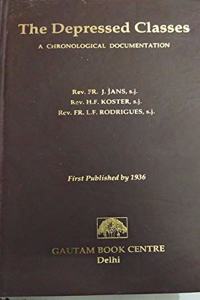 The Depressed Classes
A CHRONOLOGICAL DOCUMENTATION
Rev. FR. J. JANS, s.j.
Rev. H.F. KOSTER, s.j.
Rev. FR. L.F. RODRIGUES, s.j.
First Published by 1936
GAUTAM BOOK CENTRE
Delhi